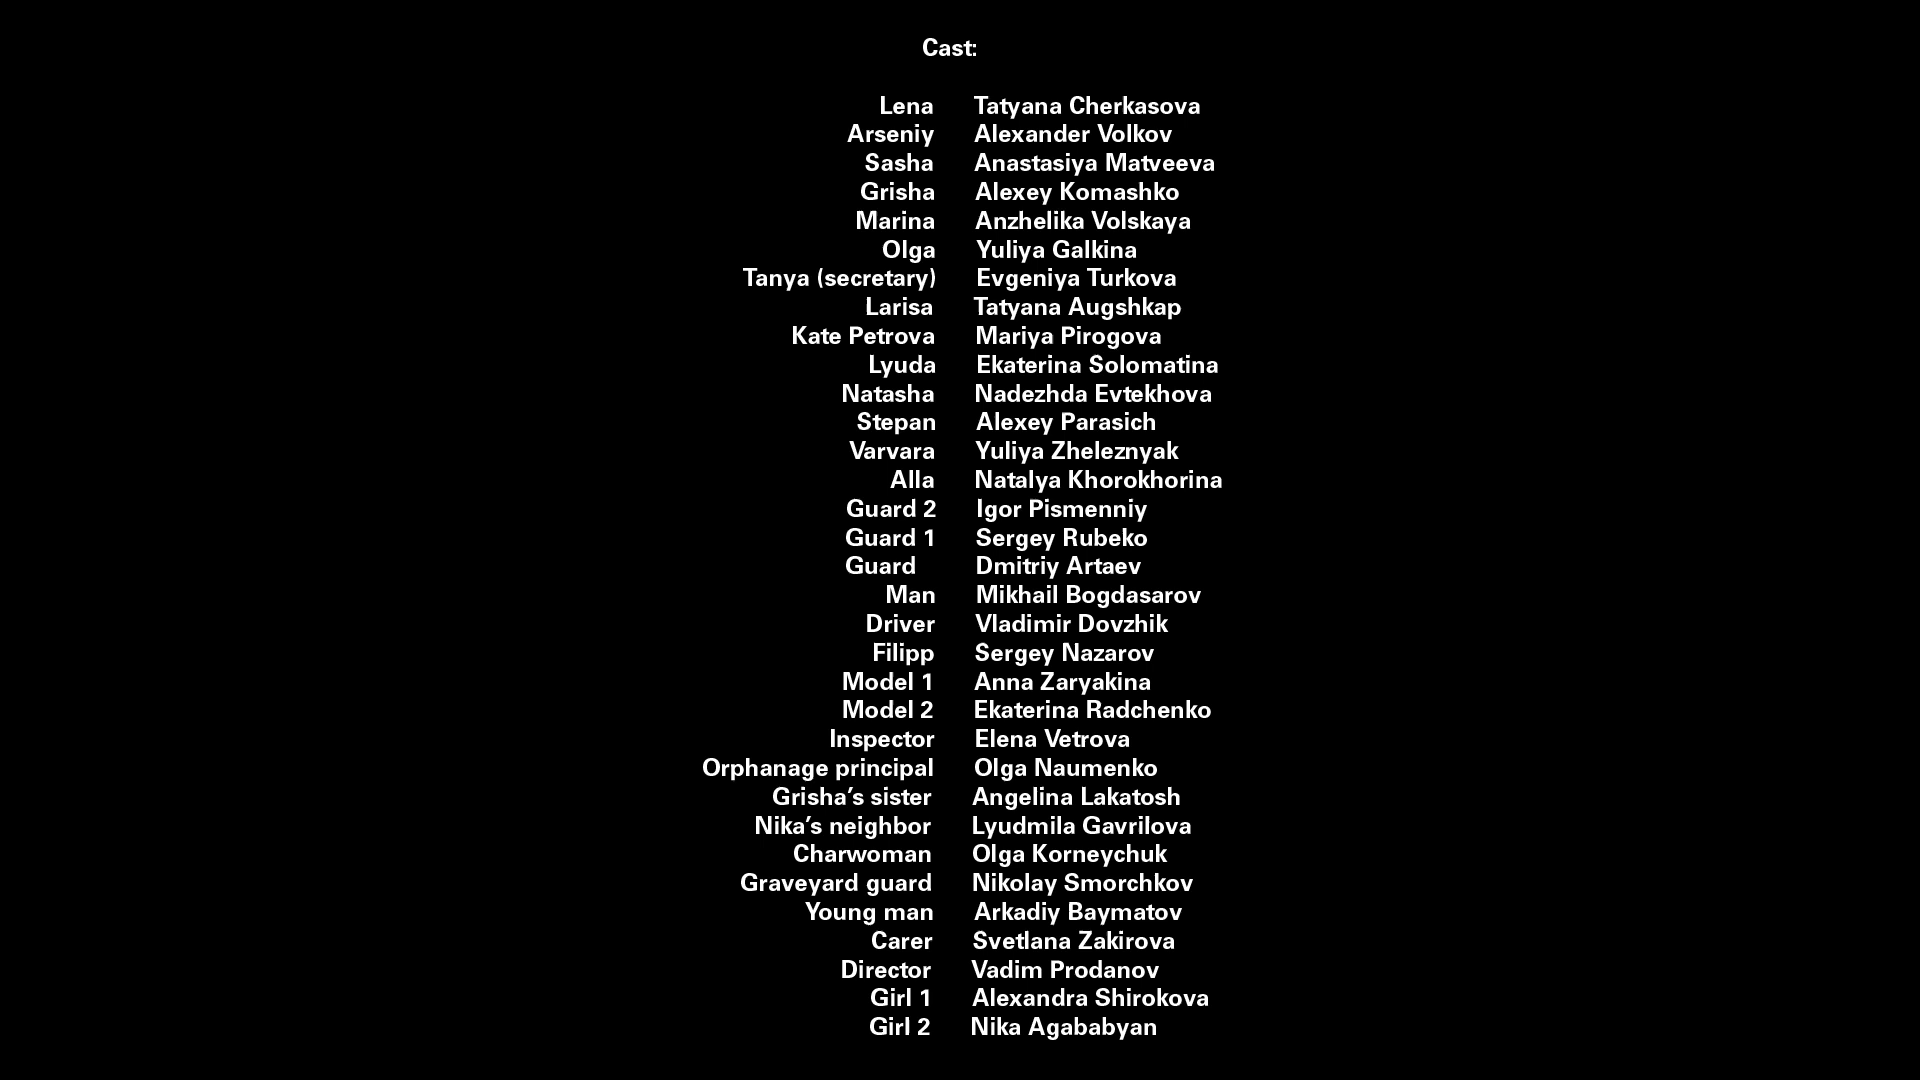 Cast:
Lena Tatyana Cherkasova
Arseniy Alexander Volkov
Sasha Anastasiya Matveeva
Grisha Alexey Komashko
Marina Anzhelika Volskaya
Olga Yuliya Galkina
Tanya (secretary) Evgeniya Turkova
Larisa Tatyana Augshkap
Kate Petrova Mariya Pirogova
Lyuda Ekaterina Solomatina
Natasha Nadezhda Evtekhova
Stepan Alexey Parasich
Varvara Yuliya Zheleznyak
Alla Natalya Khorokhorina
Guard 2 Igor Pismenniy
Guard 1 Sergey Rubeko
Guard Dmitriy Artaev
Man Mikhail Bogdasarov
Driver Vladimir Dovzhik
Filipp Sergey Nazarov
Model 1 Anna Zaryakina
Model 2 Ekaterina Radchenko
Inspector Elena Vetrova
Orphanage principal Olga Naumenko
Grisha’s sister Angelina Lakatosh
Nika’s neighbor Lyudmila Gavrilova
Charwoman Olga Korneychuk
Graveyard guard Nikolay Smorchkov
Young man Arkadiy Baymatov
Carer Svetlana Zakirova
Director Vadim Prodanov
Girl 1 Alexandra Shirokova
Girl 2 Nika Agababyan